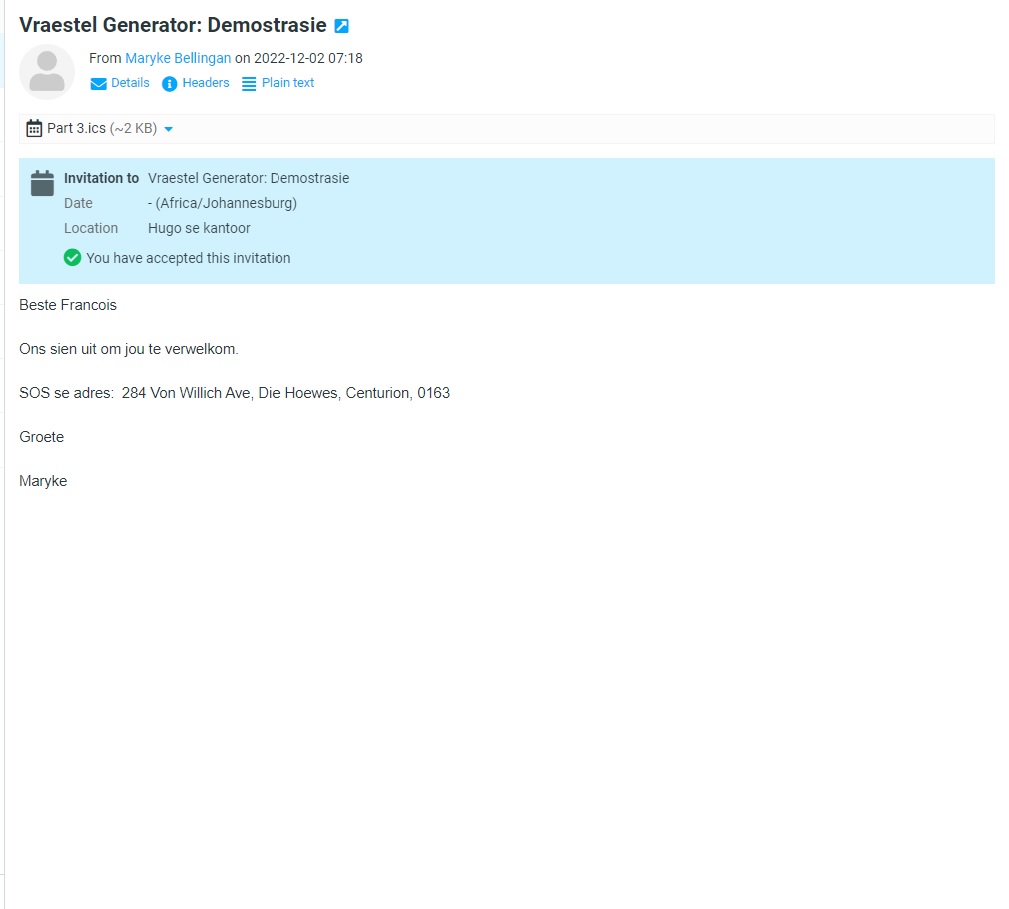 Vraestel Generator: Demostrasie
From Maryke Bellingan on 2022-12-02 07:18
Details Headers Plain text
Part 3.ics (~2 KB)
Invitation to Vraestel Generator: Demostrasie
Date - (Africa/Johannesburg)
Location Hugo se kantoor
You have accepted this invitation
Beste Francois
Ons sien uit om jou te verwelkom.
SOS se adres: 284 Von Willich Ave, Die Hoewes, Centurion, 0163
Groete
Maryke